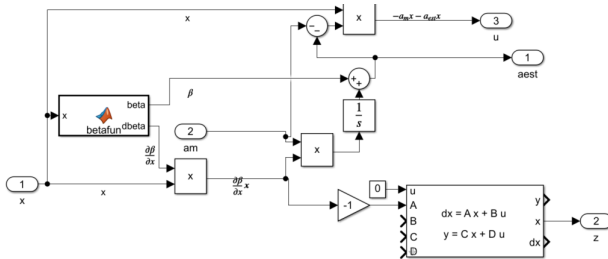 x
x
-a_m x - a_est x
3
u
- -
1
aest
β
+ +
x
beta
dbeta
betafun
1/s
2
am
∂β/∂x
x
x
∂β/∂x x
1
x
x
-1
0
u
A
B
C
D
dx = A x + B u
y = C x + D u
y
x
dx
2
z